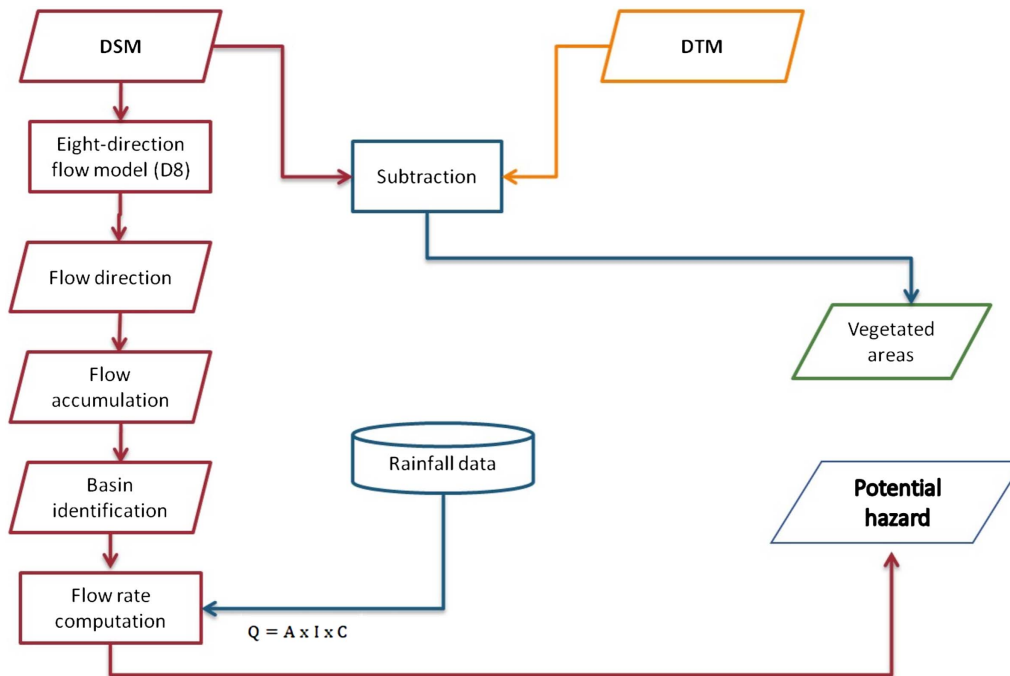 DSM
DTM
Eight-direction
flow model (D8)
Subtraction
Flow direction
Vegetated
areas
Flow
accumulation
Rainfall data
Basin
identification
Potential
hazard
Flow rate
computation
Q = A x I x C